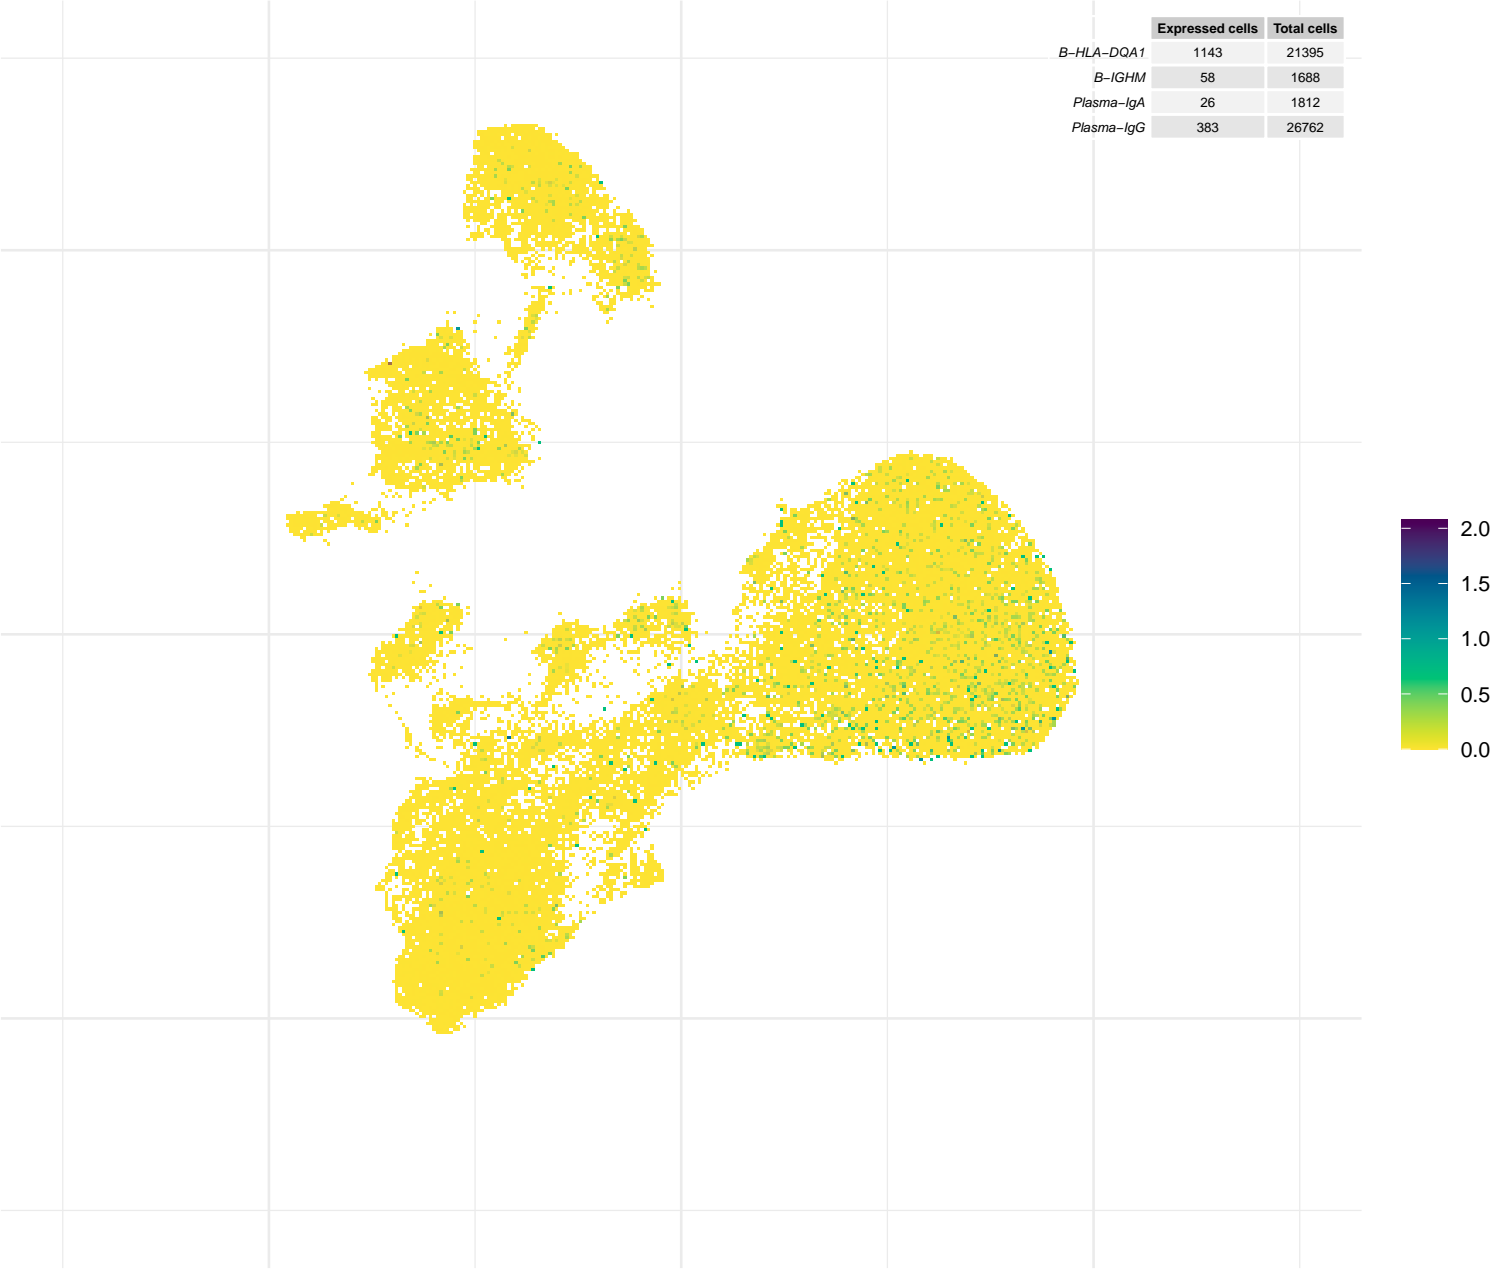 Expressed cells Total cells
B−HLA−DQA1 1143 21395
B−IGHM 58 1688
Plasma−IgA 26 1812
Plasma−IgG 383 26762
2.0
1.5
1.0
0.5
0.0